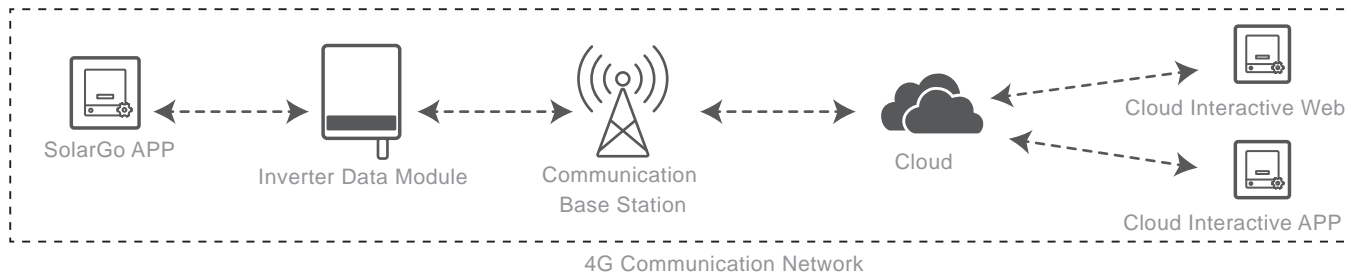 SolarGo APP
Inverter Data Module
Communication
Base Station
Cloud
Cloud Interactive Web
Cloud Interactive APP
4G Communication Network